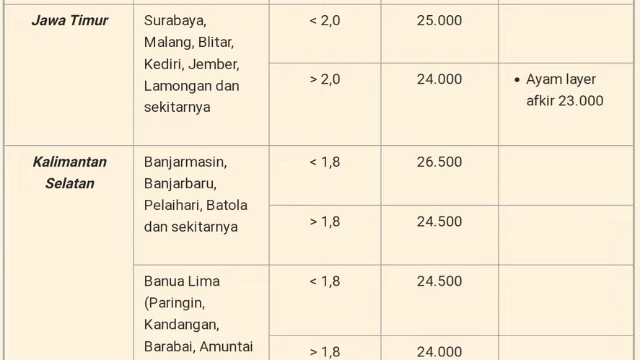 Jawa Timur
Surabaya,
Malang, Blitar,
Kediri, Jember,
Lamongan dan
sekitarnya
< 2,0
25.000
> 2,0
24.000
• Ayam layer
afkir 23.000
Kalimantan
Selatan
Banjarmasin,
Banjarbaru,
Pelaihari, Batola
dan sekitarnya
< 1,8
26.500
> 1,8
24.500
Banua Lima
(Paringin,
Kandangan,
Barabai, Amuntai
< 1,8
24.500
> 1,8
24.000